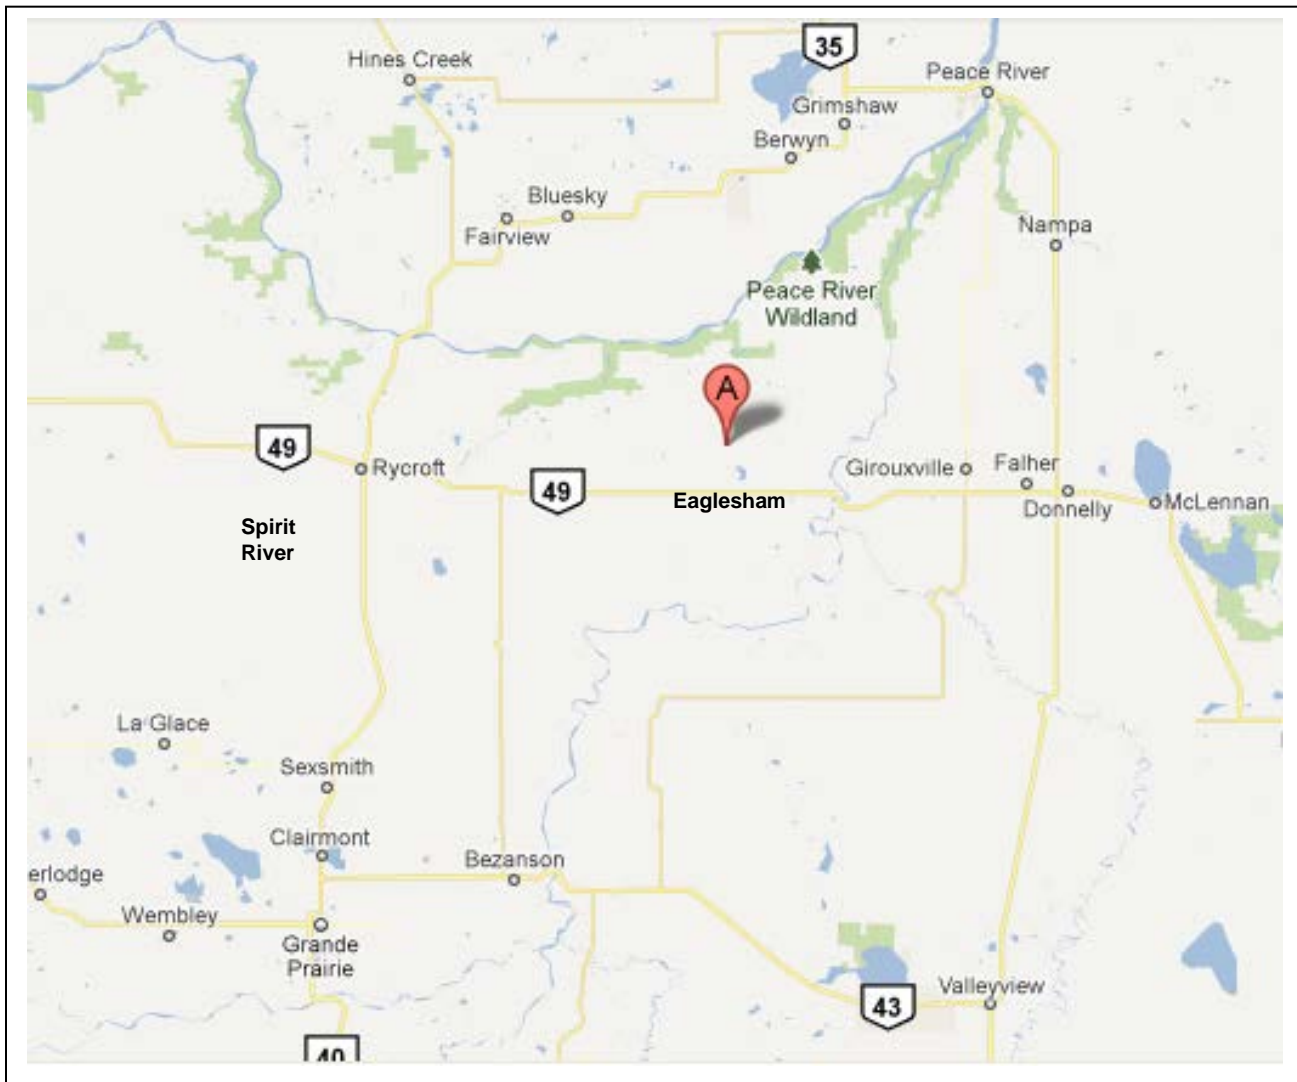 35
Hines Creek
Peace River
Grimshaw
Berwyn
Bluesky
Fairview
Nampa
Peace River
Wildland
A
49
Rycroft
Girouxville
Falher
49
Eaglesham
Donnelly
McLennan
Spirit
River
La Glace
Sexsmith
Clairmont
Bezanson
erlodge
Wembley
Grande
Prairie
Valleyview
43
40